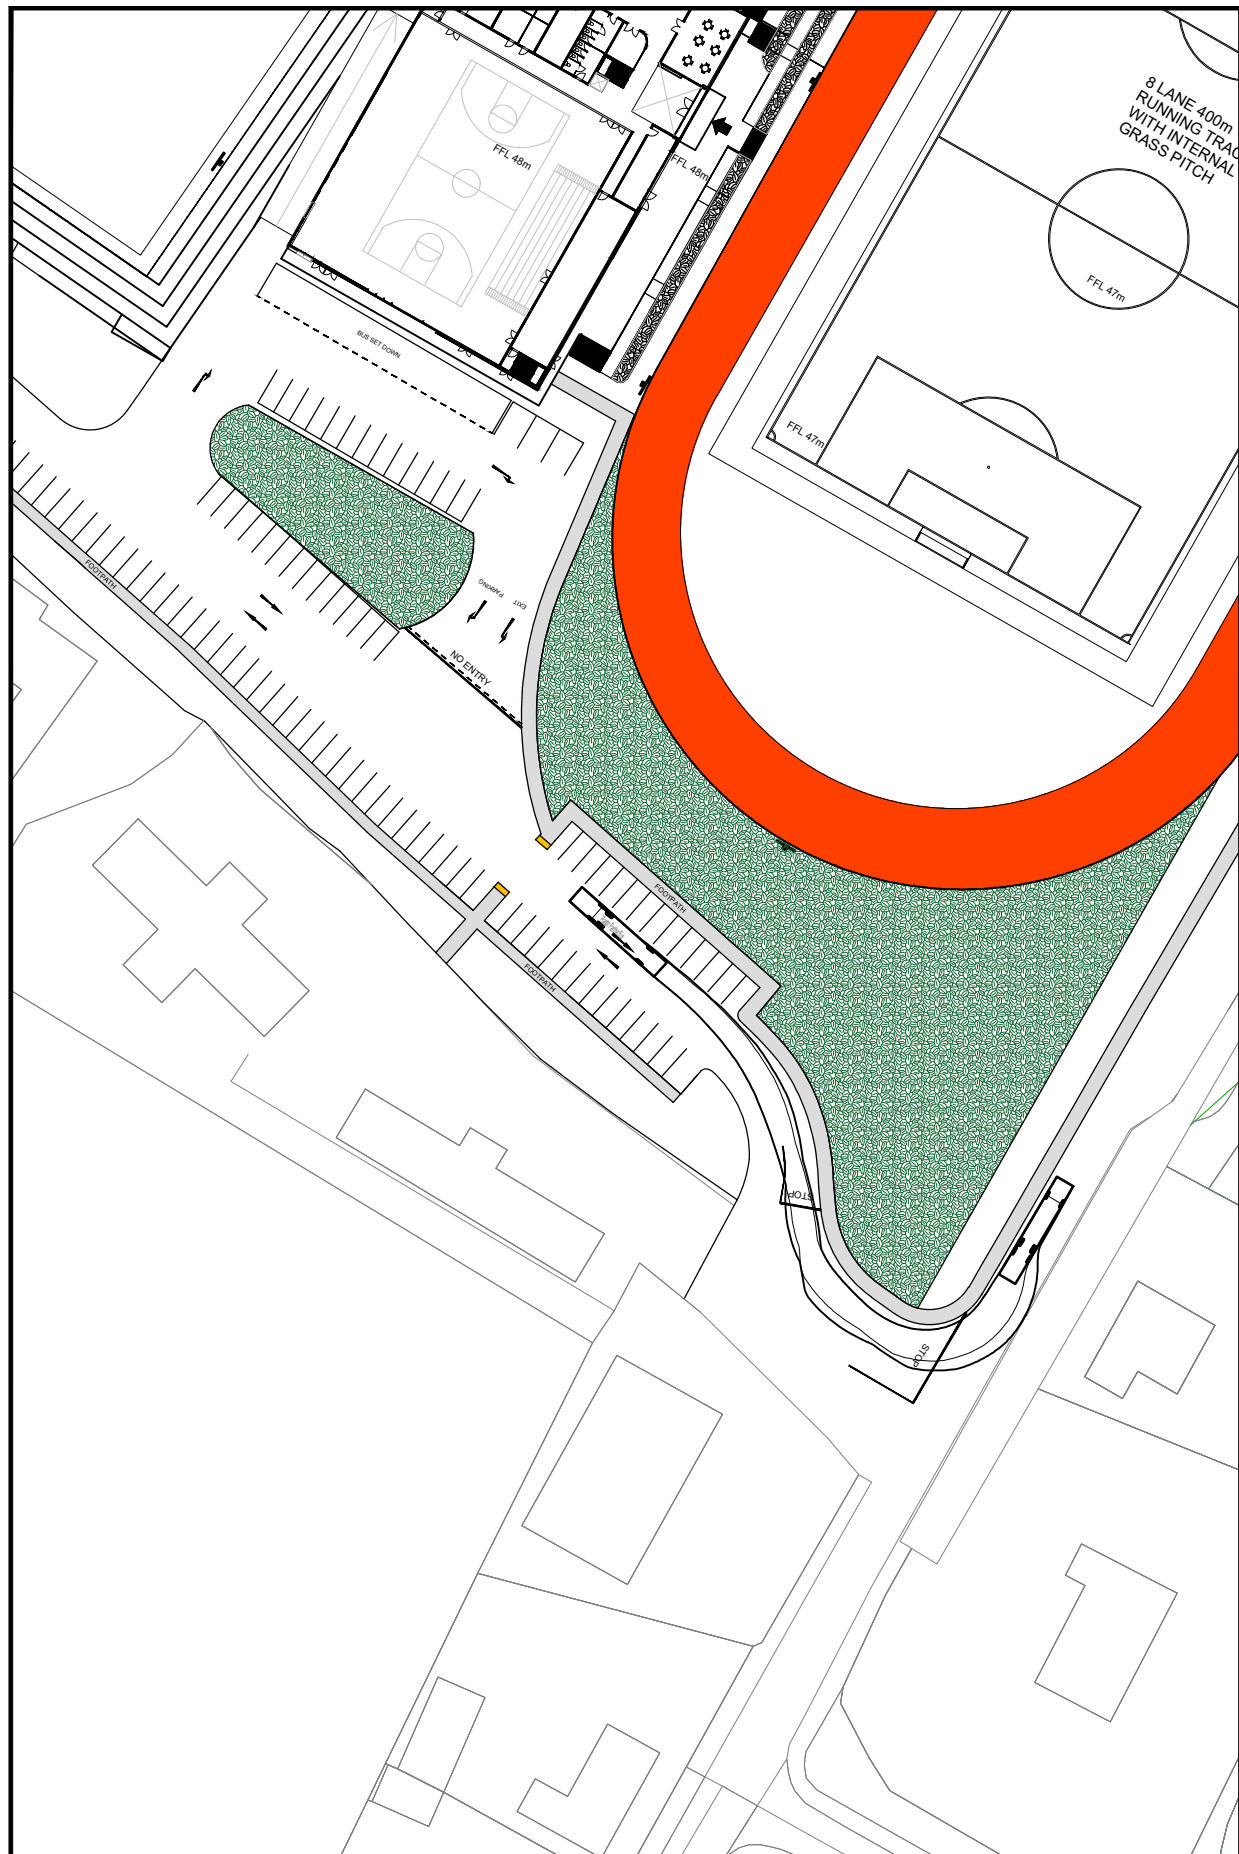 8 LANE 400m
RUNNING TRAC
WITH INTERNAL
GRASS PITCH
FFL 48m
FFL 48m
FFL 47m
BUS SET DOWN
FFL 47m
FOOTPATH
EXIT
PARKING
NO ENTRY
FOOTPATH
FOOTPATH
STOP
STOP